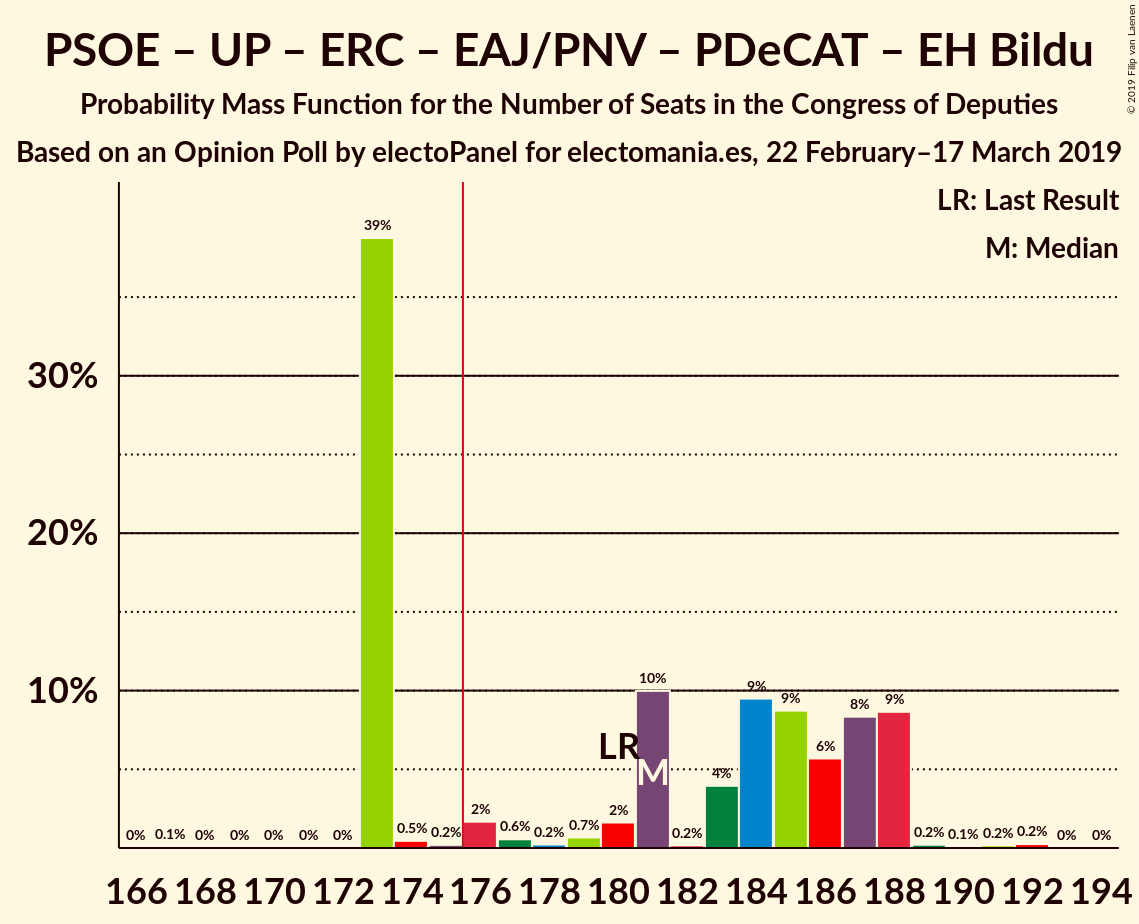 PSOE – UP – ERC – EAJ/PNV – PDeCAT – EH Bildu
Probability Mass Function for the Number of Seats in the Congress of Deputies
Based on an Opinion Poll by electoPanel for electomania.es, 22 February–17 March 2019
© 2019 Filip van Laenen
LR: Last Result
M: Median
30%
20%
10%
0% 0.1% 0% 0% 0% 0% 0% 39% 0.5% 0.2% 2% 0.6% 0.2% 0.7% 2% 10% 0.2% 4% 9% 9% 6% 8% 9% 0.2% 0.1% 0.2% 0.2% 0% 0%
LR
M
166 168 170 172 174 176 178 180 182 184 186 188 190 192 194